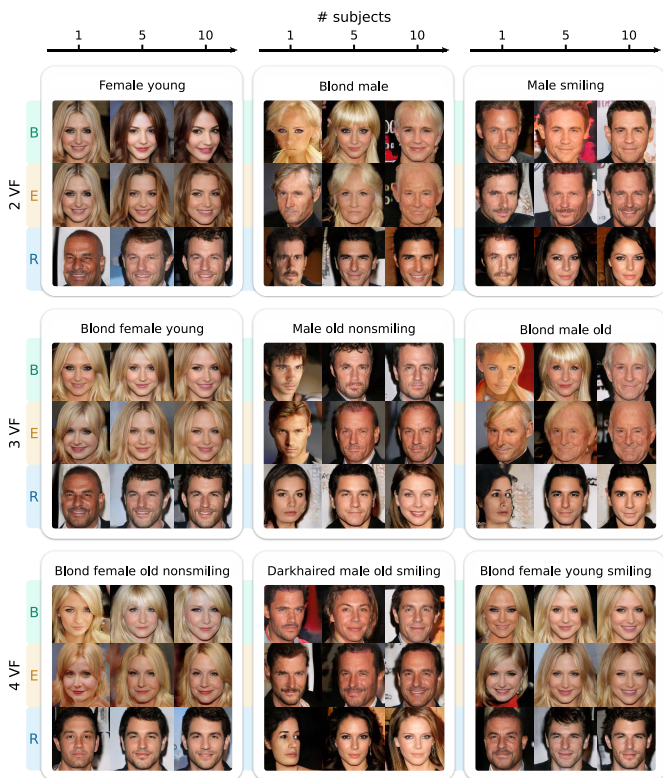 # subjects
1 5 10 1 5 10 1 5 10
Female young Blond male Male smiling
2 VF
B
E
R
Blond female young Male old nonsmiling Blond male old
3 VF
B
E
R
Blond female old nonsmiling Darkhaired male old smiling Blond female young smiling
4 VF
B
E
R